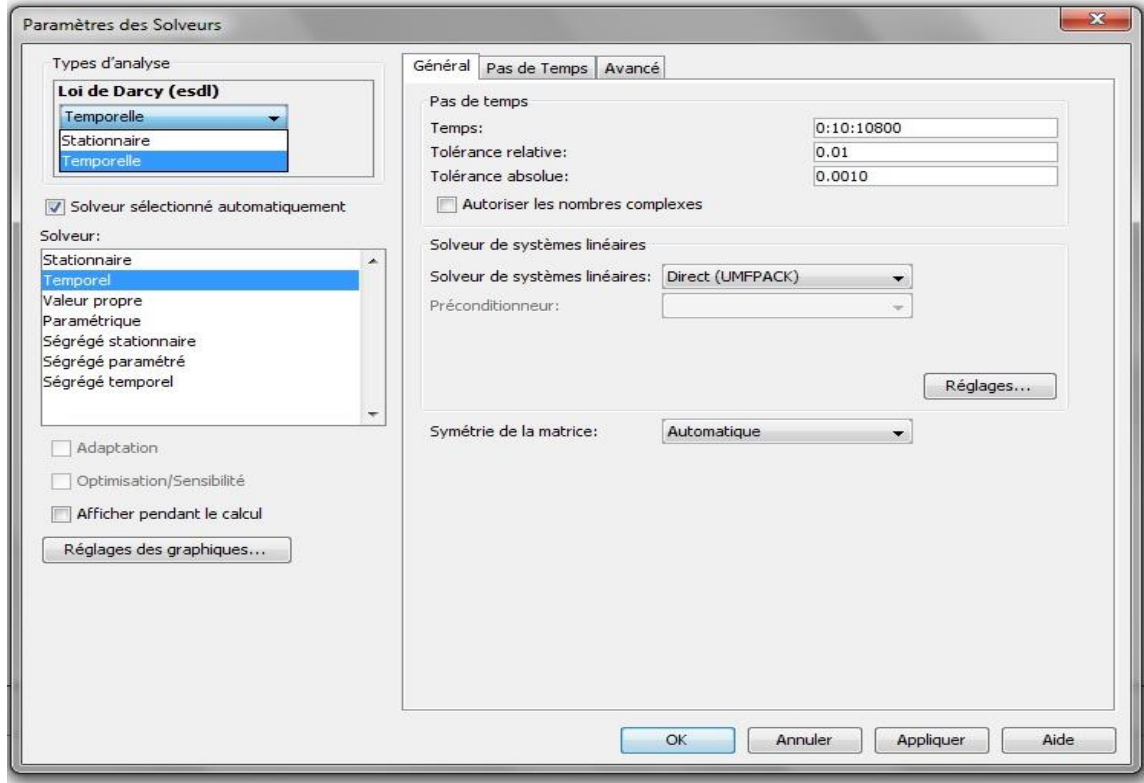 Paramètres des Solveurs
Types d'analyse
Loi de Darcy (esdl)
Temporelle
Stationnaire
Temporelle
Solveur sélectionné automatiquement
Solveur:
Stationnaire
Temporel
Valeur propre
Paramétrique
Ségrégé stationnaire
Ségrégé paramétré
Ségrégé temporel
Adaptation
Optimisation/Sensibilité
Afficher pendant le calcul
Réglages des graphiques...
Général Pas de Temps Avancé
Pas de temps
Temps: 0:10:10800
Tolérance relative: 0.01
Tolérance absolue: 0.0010
Autoriser les nombres complexes
Solveur de systèmes linéaires
Solveur de systèmes linéaires: Direct (UMFPACK)
Préconditionneur:
Réglages...
Symétrie de la matrice: Automatique
OK Annuler Appliquer Aide